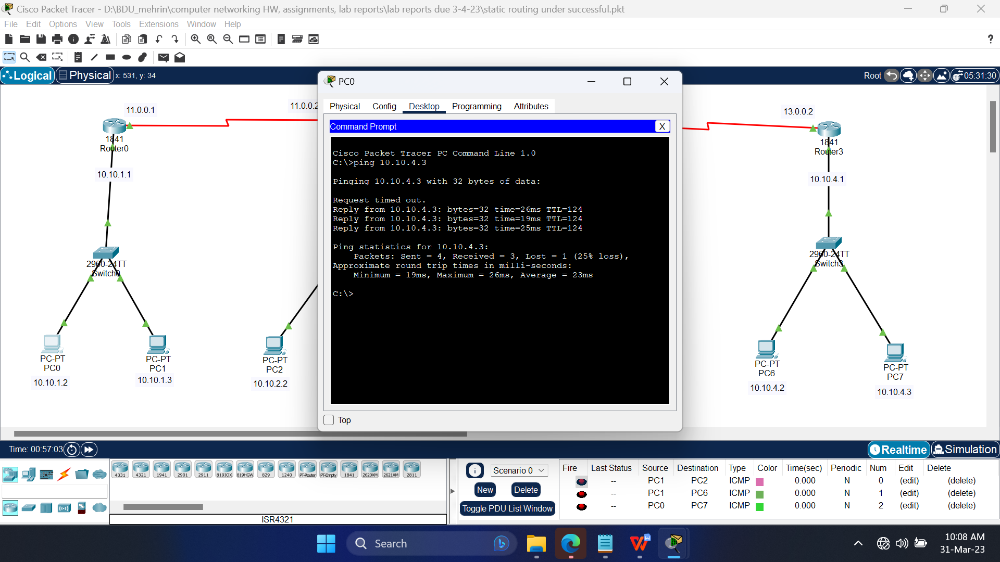 Cisco Packet Tracer - D:\BDU_mehrin\computer networking HW, assignments, lab reports\lab reports due 3-4-23\static routing under successful.pkt
File Edit Options View Tools Extensions Window Help
?
Logical Physical x: 531, y: 34
Root 05:31:30
11.0.0.1
11.0.0.2
13.0.0.2
1841
Router0
10.10.1.1
2960-24TT
Switch0
PC-PT
PC0
10.10.1.2
PC-PT
PC1
10.10.1.3
PC-PT
PC2
10.10.2.2
PC0
Physical Config Desktop Programming Attributes
Command Prompt
X
Cisco Packet Tracer PC Command Line 1.0
C:\>ping 10.10.4.3
Pinging 10.10.4.3 with 32 bytes of data:
Request timed out.
Reply from 10.10.4.3: bytes=32 time=26ms TTL=124
Reply from 10.10.4.3: bytes=32 time=19ms TTL=124
Reply from 10.10.4.3: bytes=32 time=25ms TTL=124
Ping statistics for 10.10.4.3:
Packets: Sent = 4, Received = 3, Lost = 1 (25% loss),
Approximate round trip times in milli-seconds:
Minimum = 19ms, Maximum = 26ms, Average = 23ms
C:\>
Top
1841
Router3
10.10.4.1
2960-24TT
Switch3
PC-PT
PC6
10.10.4.2
PC-PT
PC7
10.10.4.3
Time: 00:57:03
Realtime Simulation
4331 4321 1941 2901 2911 819IOX 819HGW 829 1240 PT-Router PT-Empty 1841 2620XM 2621XM 2811
ISR4321
Scenario 0
New Delete
Toggle PDU List Window
Fire Last Status Source Destination Type Color Time(sec) Periodic Num Edit Delete
-- PC1 PC2 ICMP 0.000 N 0 (edit) (delete)
-- PC1 PC6 ICMP 0.000 N 1 (edit) (delete)
-- PC0 PC7 ICMP 0.000 N 2 (edit) (delete)
Search
10:08 AM
31-Mar-23